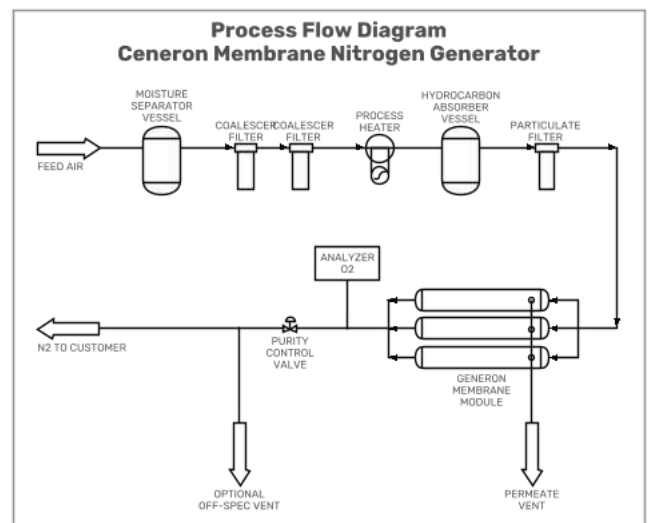 Process Flow Diagram
Ceneron Membrane Nitrogen Generator
MOISTURE
SEPARATOR
VESSEL
COALESCER
FILTER
COALESCER
FILTER
PROCESS
HEATER
HYDROCARBON
ABSORBER
VESSEL
PARTICULATE
FILTER
FEED AIR
ANALYZER
O2
N2 TO CUSTOMER
PURITY
CONTROL
VALVE
GENERON
MEMBRANE
MODULE
OPTIONAL
OFF-SPEC VENT
PERMEATE
VENT